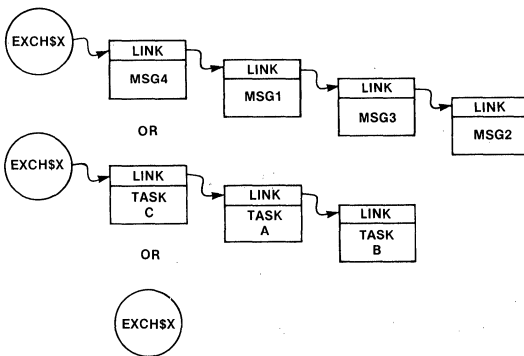 EXCH$X
LINK
MSG4
LINK
MSG1
LINK
MSG3
LINK
MSG2
OR
EXCH$X
LINK
TASK
C
LINK
TASK
A
LINK
TASK
B
OR
EXCH$X